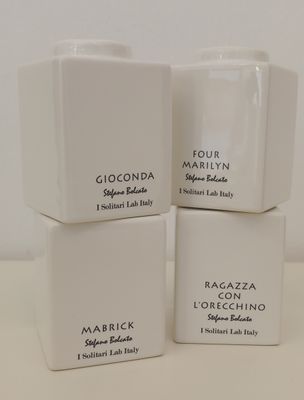 GIOCONDA
Stefano Bolcato
I Solitari Lab Italy
FOUR
MARILYN
Stefano Bolcato
I Solitari Lab Italy
MABRICK
Stefano Bolcato
I Solitari Lab Italy
RAGAZZA
CON
L'ORECCHINO
Stefano Bolcato
I Solitari Lab Italy